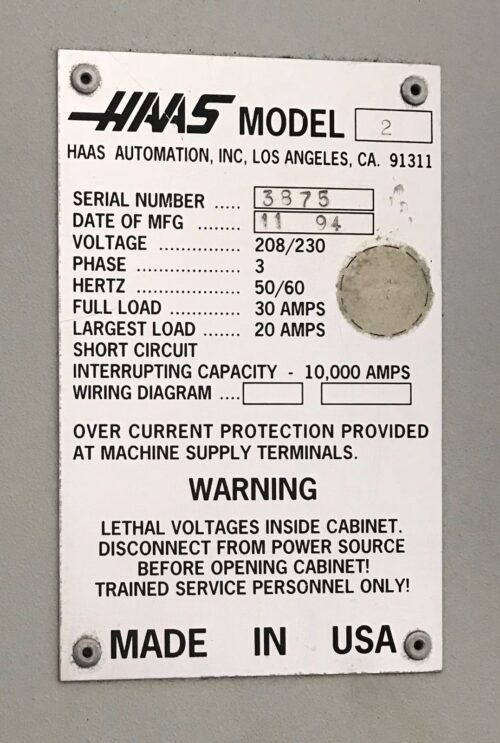 HAAS MODEL 2
HAAS AUTOMATION, INC, LOS ANGELES, CA. 91311
SERIAL NUMBER ..... 3875
DATE OF MFG ........ 11 94
VOLTAGE .............. 208/230
PHASE .................. 3
HERTZ .................. 50/60
FULL LOAD ............. 30 AMPS
LARGEST LOAD ....... 20 AMPS
SHORT CIRCUIT
INTERRUPTING CAPACITY - 10,000 AMPS
WIRING DIAGRAM ....
OVER CURRENT PROTECTION PROVIDED
AT MACHINE SUPPLY TERMINALS.
WARNING
LETHAL VOLTAGES INSIDE CABINET.
DISCONNECT FROM POWER SOURCE
BEFORE OPENING CABINET!
TRAINED SERVICE PERSONNEL ONLY!
MADE IN USA